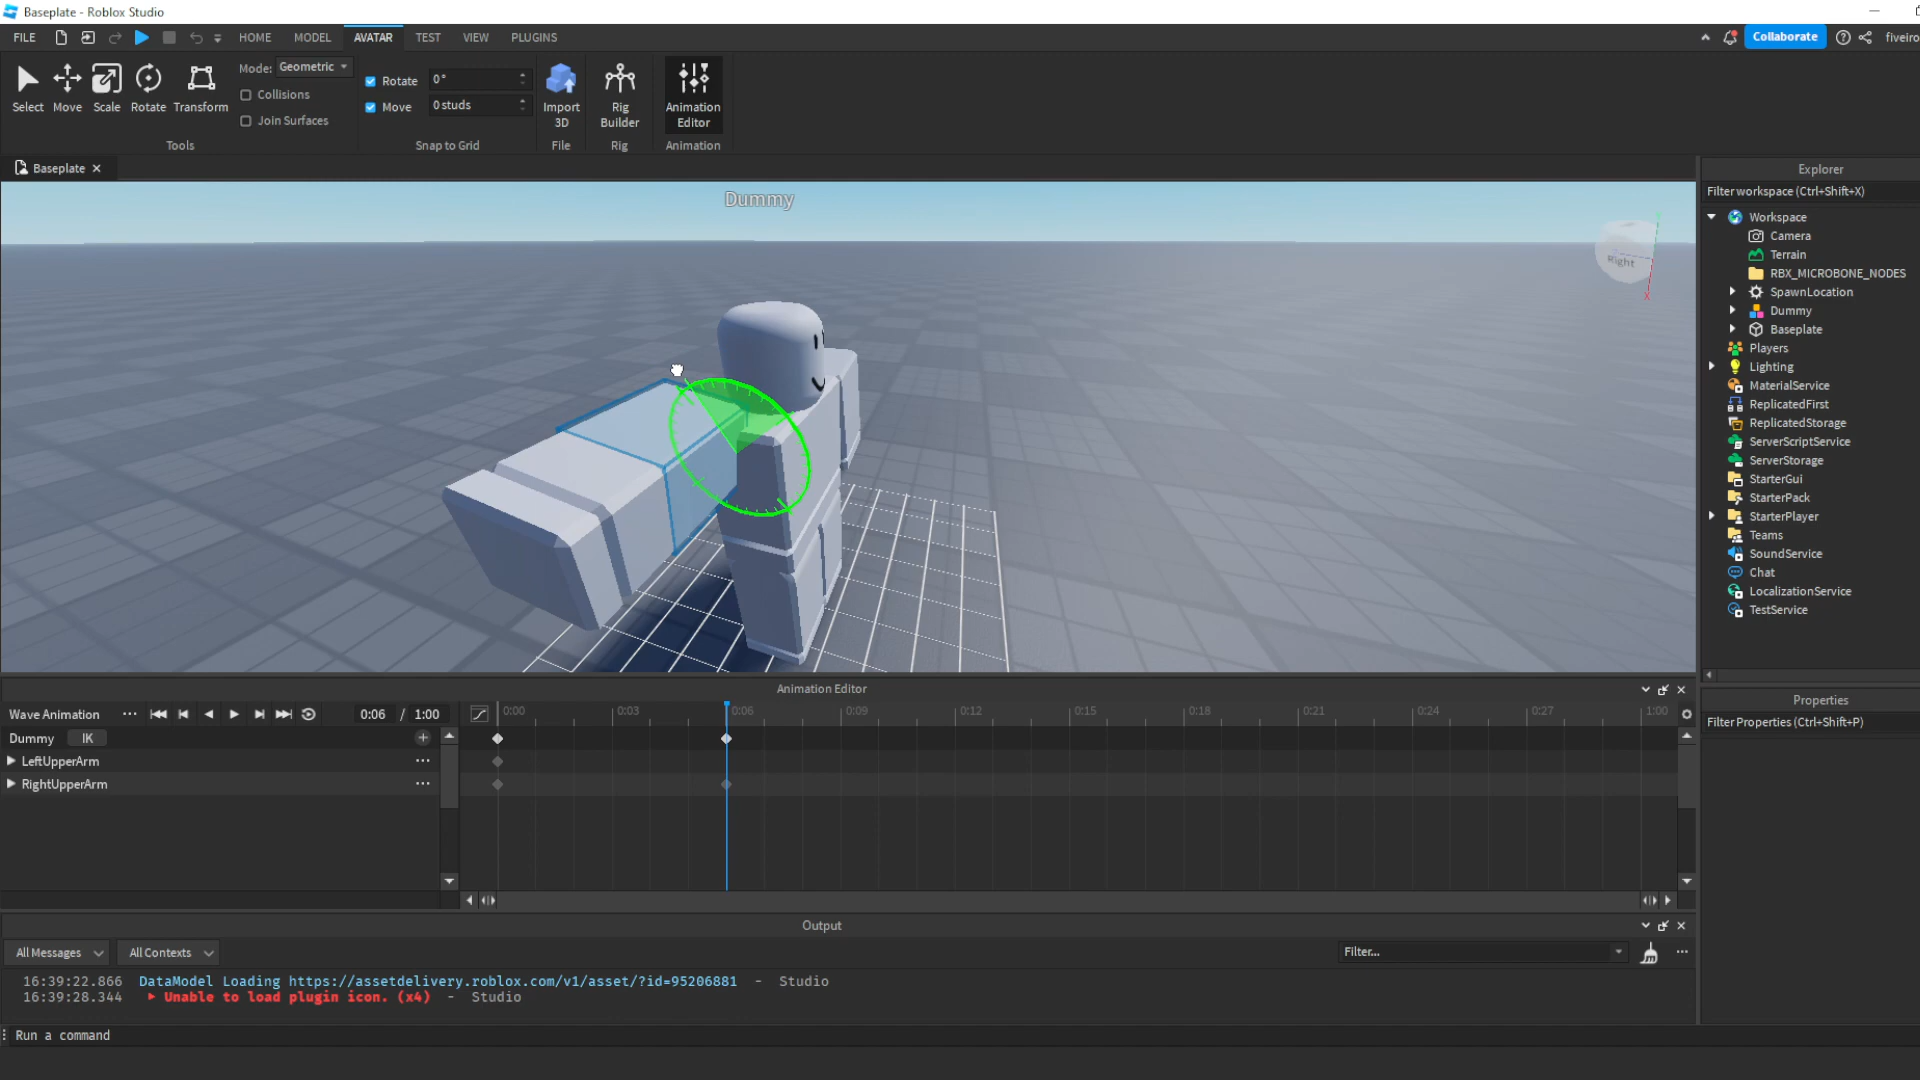 Baseplate - Roblox Studio
FILE HOME MODEL AVATAR TEST VIEW PLUGINS Collaborate fiveiro
Select Move Scale Rotate Transform
Mode: Geometric
Collisions
Join Surfaces
Tools
Rotate 0°
Move 0 studs
Snap to Grid
Import
3D
File
Rig
Builder
Rig
Animation
Editor
Animation
Baseplate
Dummy
Right
Y
X
Explorer
Filter workspace (Ctrl+Shift+X)
Workspace
Camera
Terrain
RBX_MICROBONE_NODES
SpawnLocation
Dummy
Baseplate
Players
Lighting
MaterialService
ReplicatedFirst
ReplicatedStorage
ServerScriptService
ServerStorage
StarterGui
StarterPack
StarterPlayer
Teams
SoundService
Chat
LocalizationService
TestService
Properties
Filter Properties (Ctrl+Shift+P)
Animation Editor
Wave Animation ··· 0:06 / 1:00
0:00 0:03 0:06 0:09 0:12 0:15 0:18 0:21 0:24 0:27 1:00
Dummy IK
LeftUpperArm
RightUpperArm
Output
All Messages All Contexts Filter...
16:39:22.866 DataModel Loading https://assetdelivery.roblox.com/v1/asset/?id=95206881 - Studio
16:39:28.344 Unable to load plugin icon. (x4) - Studio
Run a command